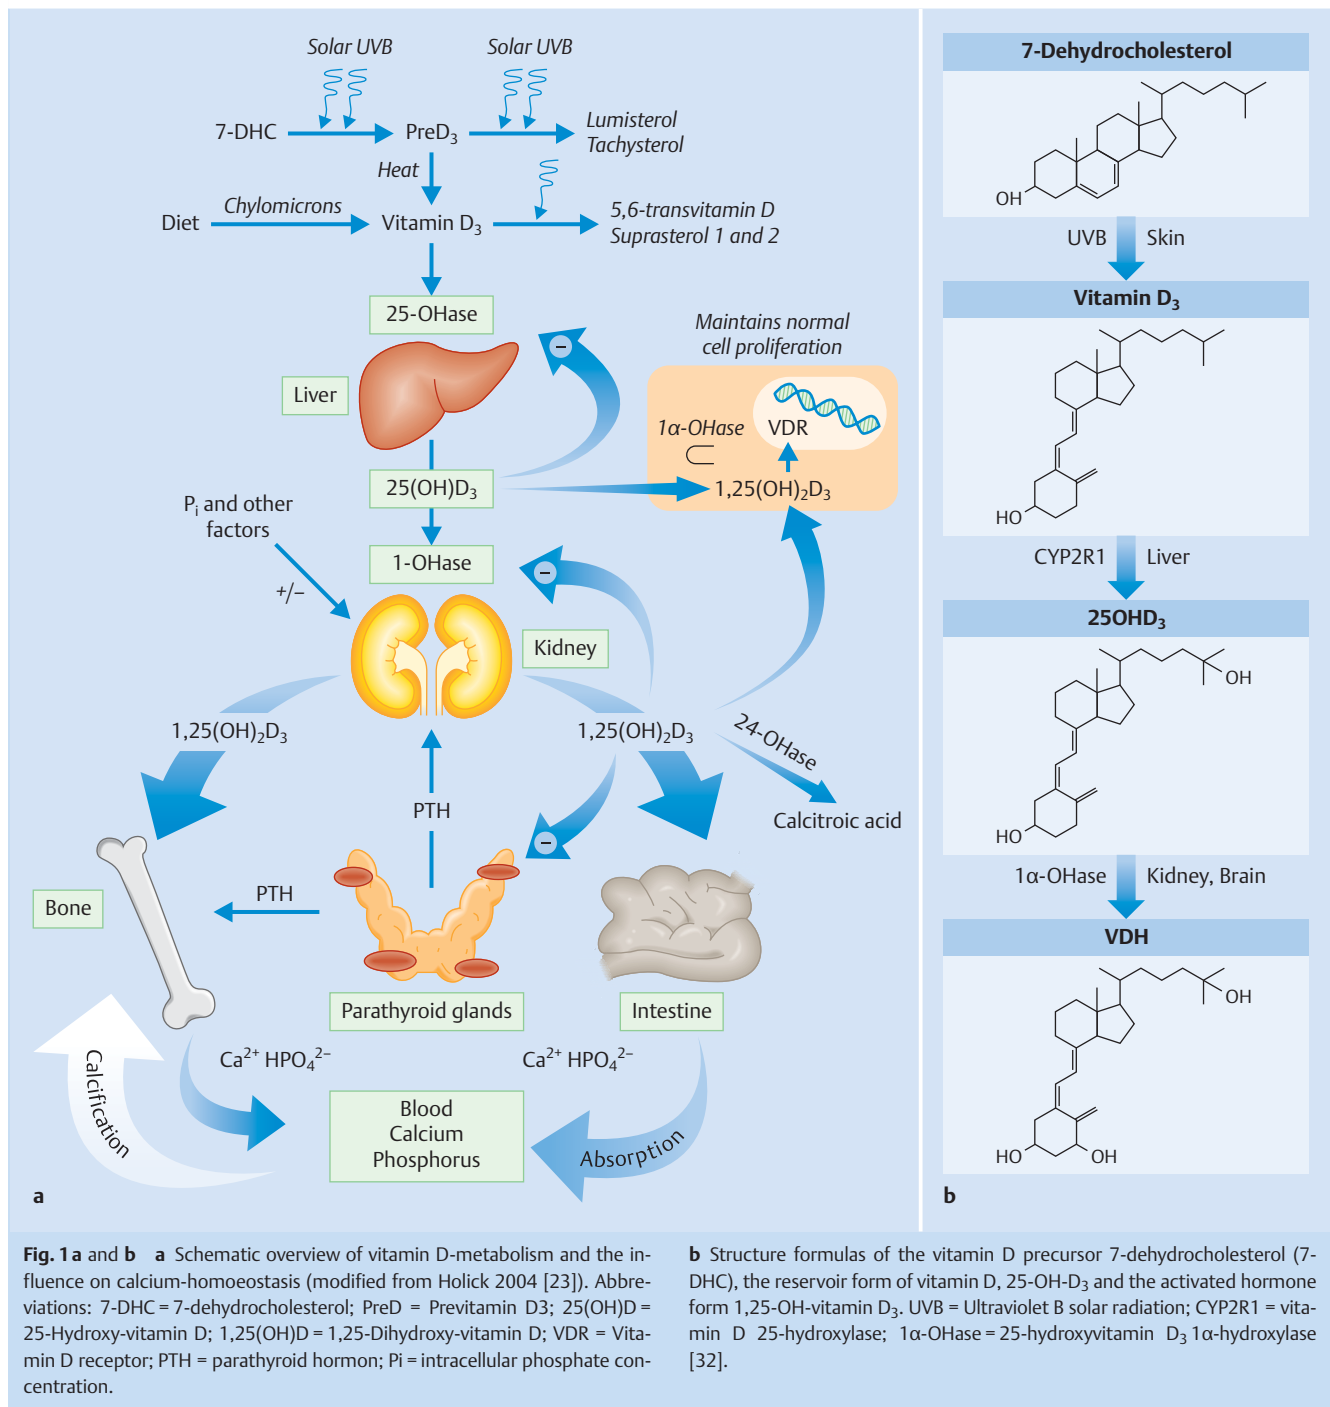 Solar UVB
Solar UVB
7-DHC
PreD₃
Lumisterol
Tachysterol
Heat
Diet
Chylomicrons
Vitamin D₃
5,6-transvitamin D
Suprasterol 1 and 2
25-OHase
Liver
–
Maintains normal
cell proliferation
1α-OHase
VDR
1,25(OH)₂D₃
25(OH)D₃
Pᵢ and other
factors
+/–
1-OHase
–
Kidney
1,25(OH)₂D₃
1,25(OH)₂D₃
24-OHase
Calcitroic acid
PTH
–
Bone
PTH
Parathyroid glands
Intestine
Calcification
Ca²⁺ HPO₄²⁻
Ca²⁺ HPO₄²⁻
Blood
Calcium
Phosphorus
Absorption
a
7-Dehydrocholesterol
OH
UVB Skin
Vitamin D₃
HO
CYP2R1 Liver
25OHD₃
OH
HO
1α-OHase Kidney, Brain
VDH
OH
HO OH
b
Fig. 1 a and b a Schematic overview of vitamin D-metabolism and the in-
fluence on calcium-homoeostasis (modified from Holick 2004 [23]). Abbre-
viations: 7-DHC = 7-dehydrocholesterol; PreD = Previtamin D3; 25(OH)D =
25-Hydroxy-vitamin D; 1,25(OH)D = 1,25-Dihydroxy-vitamin D; VDR = Vita-
min D receptor; PTH = parathyroid hormon; Pi = intracellular phosphate con-
centration.
b Structure formulas of the vitamin D precursor 7-dehydrocholesterol (7-
DHC), the reservoir form of vitamin D, 25-OH-D₃ and the activated hormone
form 1,25-OH-vitamin D₃. UVB = Ultraviolet B solar radiation; CYP2R1 = vita-
min D 25-hydroxylase; 1α-OHase = 25-hydroxyvitamin D₃ 1α-hydroxylase
[32].